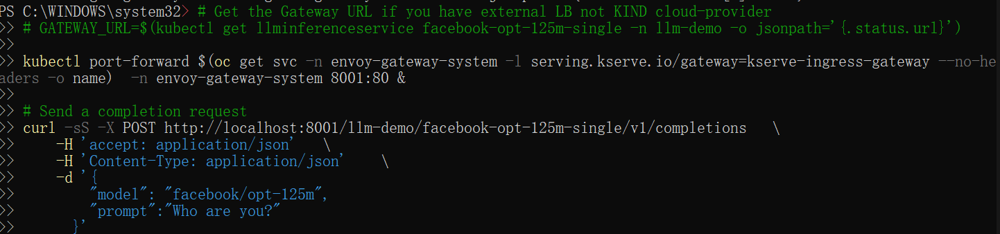 PS C:\WINDOWS\system32> # Get the Gateway URL if you have external LB not KIND cloud-provider
>> # GATEWAY_URL=$(kubectl get llminferenceservice facebook-opt-125m-single -n llm-demo -o jsonpath='{.status.url}')
>>
>> kubectl port-forward $(oc get svc -n envoy-gateway-system -l serving.kserve.io/gateway=kserve-ingress-gateway --no-he
aders -o name)  -n envoy-gateway-system 8001:80 &
>>
>> # Send a completion request
>> curl -sS -X POST http://localhost:8001/llm-demo/facebook-opt-125m-single/v1/completions   \
>>     -H 'accept: application/json'   \
>>     -H 'Content-Type: application/json'    \
>>     -d '{
>>         "model": "facebook/opt-125m",
>>         "prompt":"Who are you?"
>>       }'